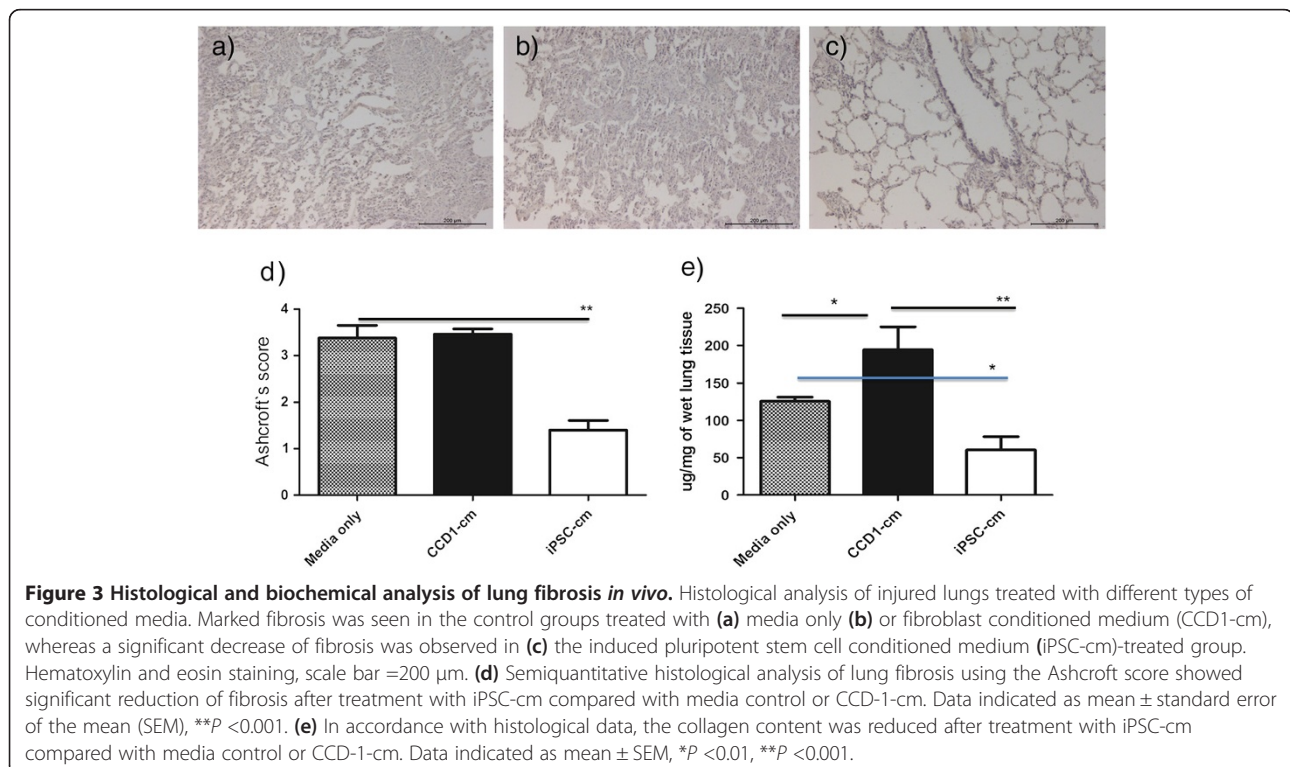 a)
b)
c)
200 µm
200 µm
200 µm
d)
e)
Ashcroft`s score
4
3
2
1
0
**
Media only
CCD1-cm
iPSC-cm
ug/mg of wet lung tissue
250
200
150
100
50
0
*
**
*
Media only
CCD1-cm
iPSC-cm
Figure 3 Histological and biochemical analysis of lung fibrosis in vivo. Histological analysis of injured lungs treated with different types of
conditioned media. Marked fibrosis was seen in the control groups treated with (a) media only (b) or fibroblast conditioned medium (CCD1-cm),
whereas a significant decrease of fibrosis was observed in (c) the induced pluripotent stem cell conditioned medium (iPSC-cm)-treated group.
Hematoxylin and eosin staining, scale bar =200 µm. (d) Semiquantitative histological analysis of lung fibrosis using the Ashcroft score showed
significant reduction of fibrosis after treatment with iPSC-cm compared with media control or CCD-1-cm. Data indicated as mean ± standard error
of the mean (SEM), **P <0.001. (e) In accordance with histological data, the collagen content was reduced after treatment with iPSC-cm
compared with media control or CCD-1-cm. Data indicated as mean ± SEM, *P <0.01, **P <0.001.